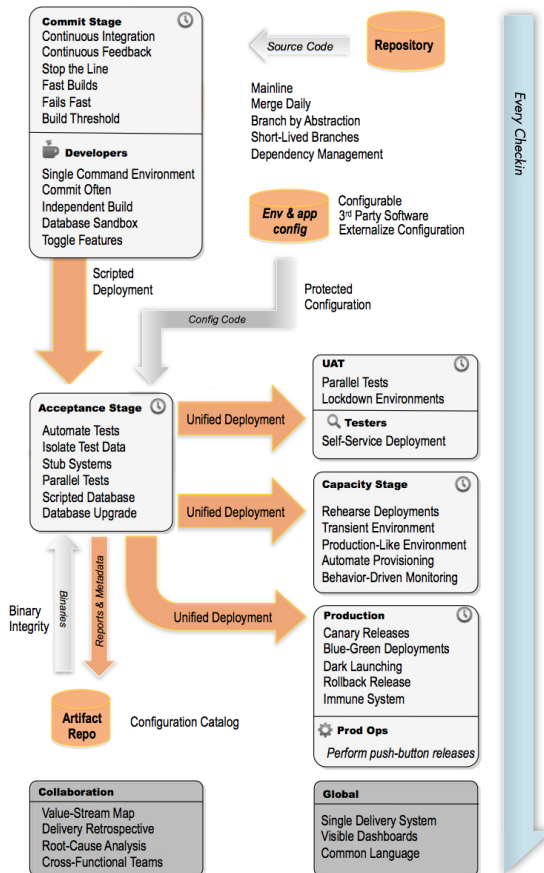 Commit Stage
Continuous Integration
Continuous Feedback
Stop the Line
Fast Builds
Fails Fast
Build Threshold
Developers
Single Command Environment
Commit Often
Independent Build
Database Sandbox
Toggle Features
Source Code
Repository
Mainline
Merge Daily
Branch by Abstraction
Short-Lived Branches
Dependency Management
Every Checkin
Env & app
config
Configurable
3rd Party Software
Externalize Configuration
Scripted
Deployment
Protected
Configuration
Config Code
Acceptance Stage
Automate Tests
Isolate Test Data
Stub Systems
Parallel Tests
Scripted Database
Database Upgrade
Unified Deployment
UAT
Parallel Tests
Lockdown Environments
Testers
Self-Service Deployment
Unified Deployment
Capacity Stage
Rehearse Deployments
Transient Environment
Production-Like Environment
Automate Provisioning
Behavior-Driven Monitoring
Unified Deployment
Production
Canary Releases
Blue-Green Deployments
Dark Launching
Rollback Release
Immune System
Prod Ops
Perform push-button releases
Binary
Integrity
Binaries
Reports & Metadata
Artifact
Repo
Configuration Catalog
Collaboration
Value-Stream Map
Delivery Retrospective
Root-Cause Analysis
Cross-Functional Teams
Global
Single Delivery System
Visible Dashboards
Common Language